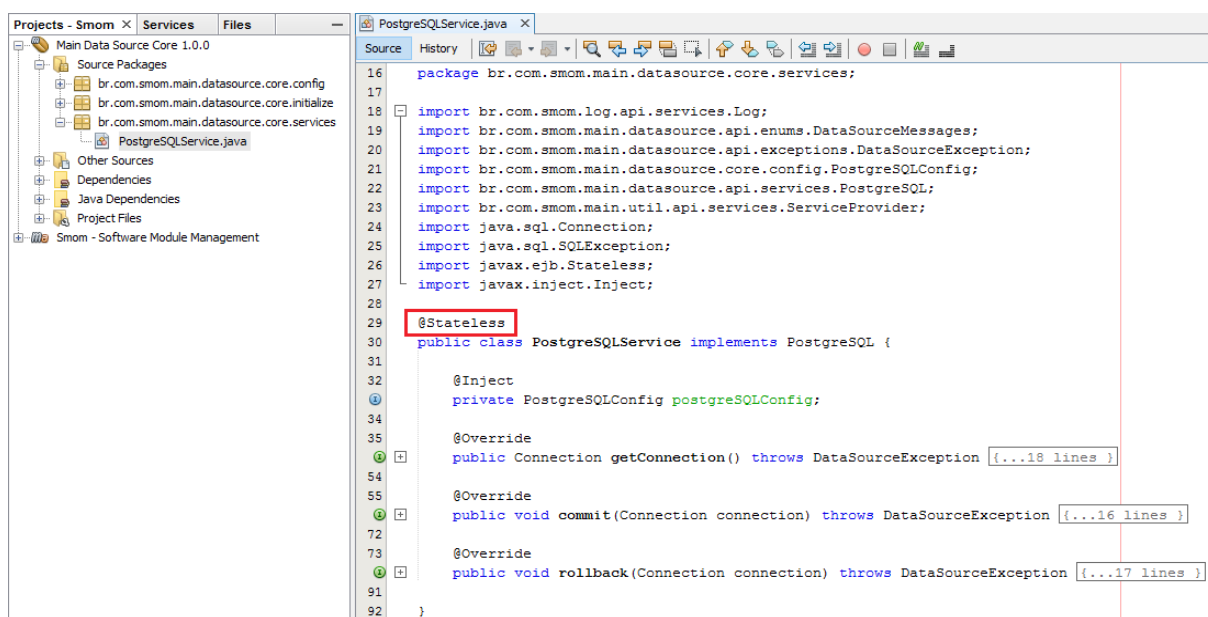 Projects - Smom × Services Files
Main Data Source Core 1.0.0
Source Packages
br.com.smom.main.datasource.core.config
br.com.smom.main.datasource.core.initialize
br.com.smom.main.datasource.core.services
PostgreSQLService.java
Other Sources
Dependencies
Java Dependencies
Project Files
Smom - Software Module Management
PostgreSQLService.java ×
Source History
16 package br.com.smom.main.datasource.core.services;
17
18 import br.com.smom.log.api.services.Log;
19 import br.com.smom.main.datasource.api.enums.DataSourceMessages;
20 import br.com.smom.main.datasource.api.exceptions.DataSourceException;
21 import br.com.smom.main.datasource.core.config.PostgreSQLConfig;
22 import br.com.smom.main.datasource.api.services.PostgreSQL;
23 import br.com.smom.main.util.api.services.ServiceProvider;
24 import java.sql.Connection;
25 import java.sql.SQLException;
26 import javax.ejb.Stateless;
27 import javax.inject.Inject;
28
29 @Stateless
30 public class PostgreSQLService implements PostgreSQL {
31
32 @Inject
private PostgreSQLConfig postgreSQLConfig;
34
35 @Override
public Connection getConnection() throws DataSourceException {...18 lines }
54
55 @Override
public void commit(Connection connection) throws DataSourceException {...16 lines }
72
73 @Override
public void rollback(Connection connection) throws DataSourceException {...17 lines }
91
92 }